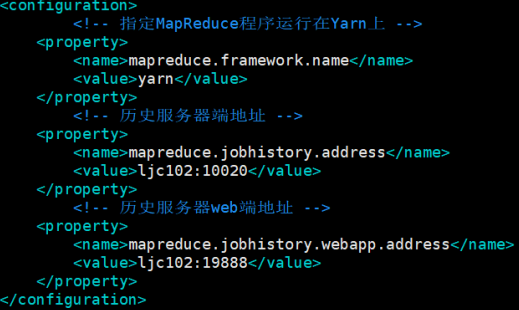 <configuration>
<!-- 指定MapReduce程序运行在Yarn上 -->
<property>
<name>mapreduce.framework.name</name>
<value>yarn</value>
</property>
<!-- 历史服务器端地址 -->
<property>
<name>mapreduce.jobhistory.address</name>
<value>ljc102:10020</value>
</property>
<!-- 历史服务器web端地址 -->
<property>
<name>mapreduce.jobhistory.webapp.address</name>
<value>ljc102:19888</value>
</property>
</configuration>